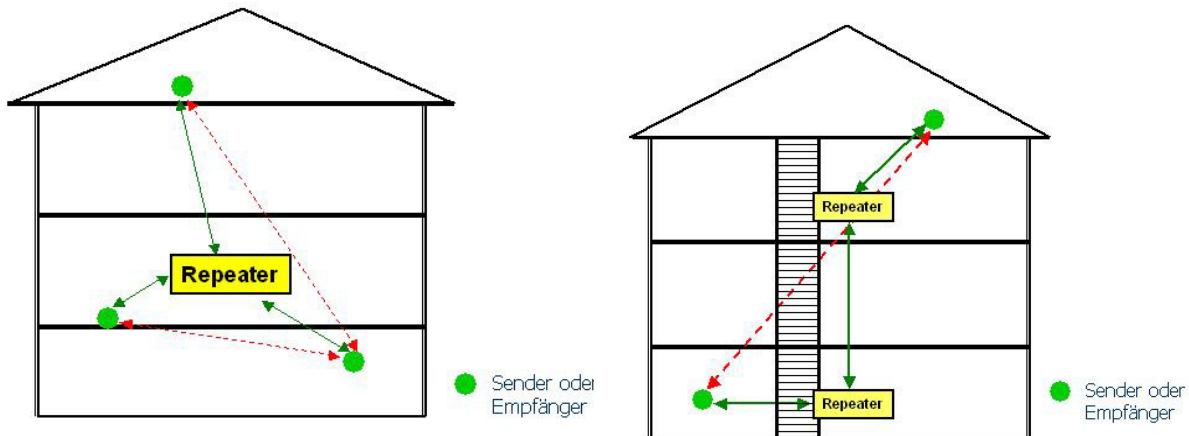 Repeater
Sender oder
Empfänger
Repeater
Repeater
Sender oder
Empfänger